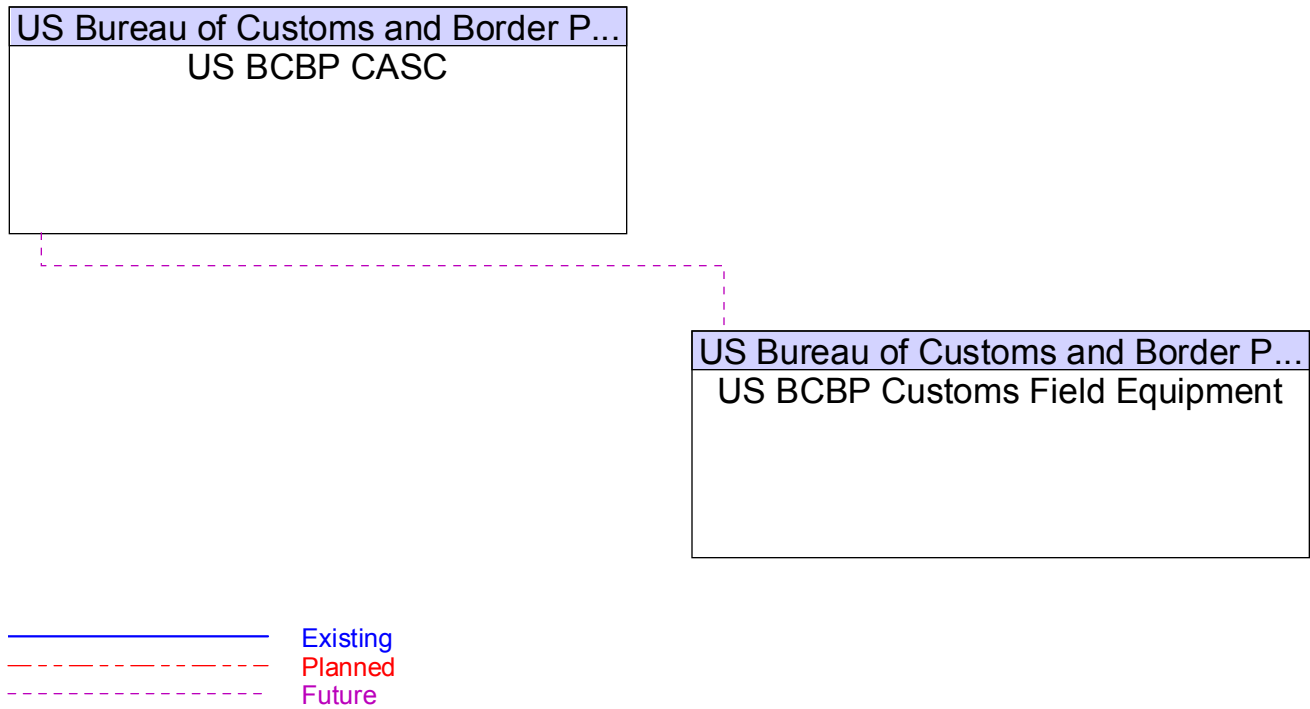 US Bureau of Customs and Border P...
US BCBP CASC
US Bureau of Customs and Border P...
US BCBP Customs Field Equipment
Existing
Planned
Future